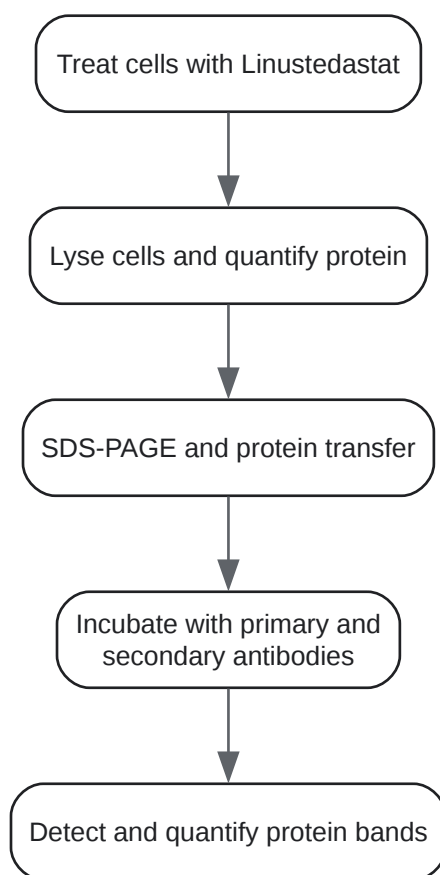 Treat cells with Linustedastat
Lyse cells and quantify protein
SDS-PAGE and protein transfer
Incubate with primary and
secondary antibodies
Detect and quantify protein bands